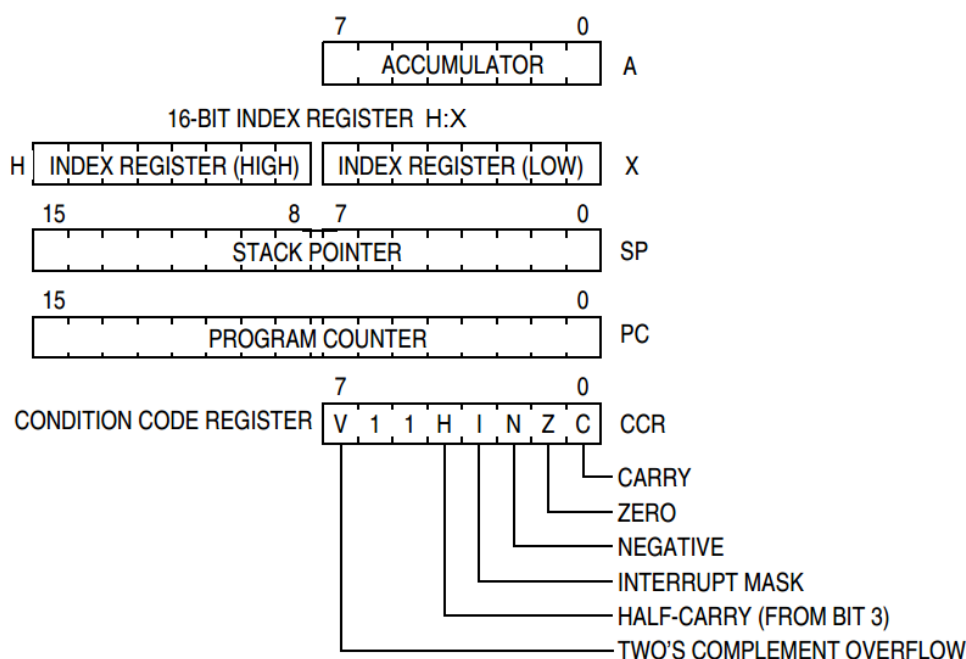 7 0
ACCUMULATOR A
16-BIT INDEX REGISTER H:X
H INDEX REGISTER (HIGH) INDEX REGISTER (LOW) X
15 8 7 0
STACK POINTER SP
15 0
PROGRAM COUNTER PC
7 0
CONDITION CODE REGISTER V 1 1 H I N Z C CCR
CARRY
ZERO
NEGATIVE
INTERRUPT MASK
HALF-CARRY (FROM BIT 3)
TWO'S COMPLEMENT OVERFLOW